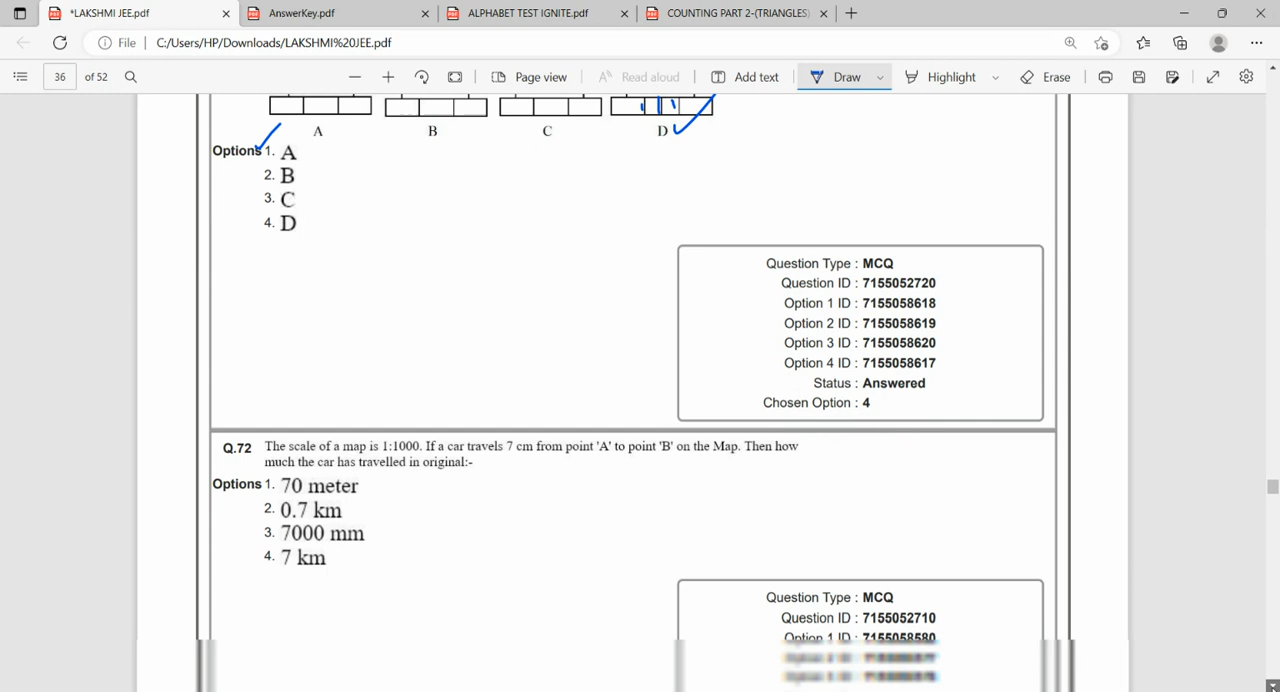 *LAKSHMI JEE.pdf
AnswerKey.pdf
ALPHABET TEST IGNITE.pdf
COUNTING PART 2-(TRIANGLES)
File C:/Users/HP/Downloads/LAKSHMI%20JEE.pdf
36 of 52
Page view
Read aloud
Add text
Draw
Highlight
Erase
A B C D
Options 1. A
2. B
3. C
4. D
Question Type : MCQ
Question ID : 7155052720
Option 1 ID : 7155058618
Option 2 ID : 7155058619
Option 3 ID : 7155058620
Option 4 ID : 7155058617
Status : Answered
Chosen Option : 4
Q.72 The scale of a map is 1:1000. If a car travels 7 cm from point 'A' to point 'B' on the Map. Then how
much the car has travelled in original:-
Options 1. 70 meter
2. 0.7 km
3. 7000 mm
4. 7 km
Question Type : MCQ
Question ID : 7155052710
Option 1 ID : 7155058580